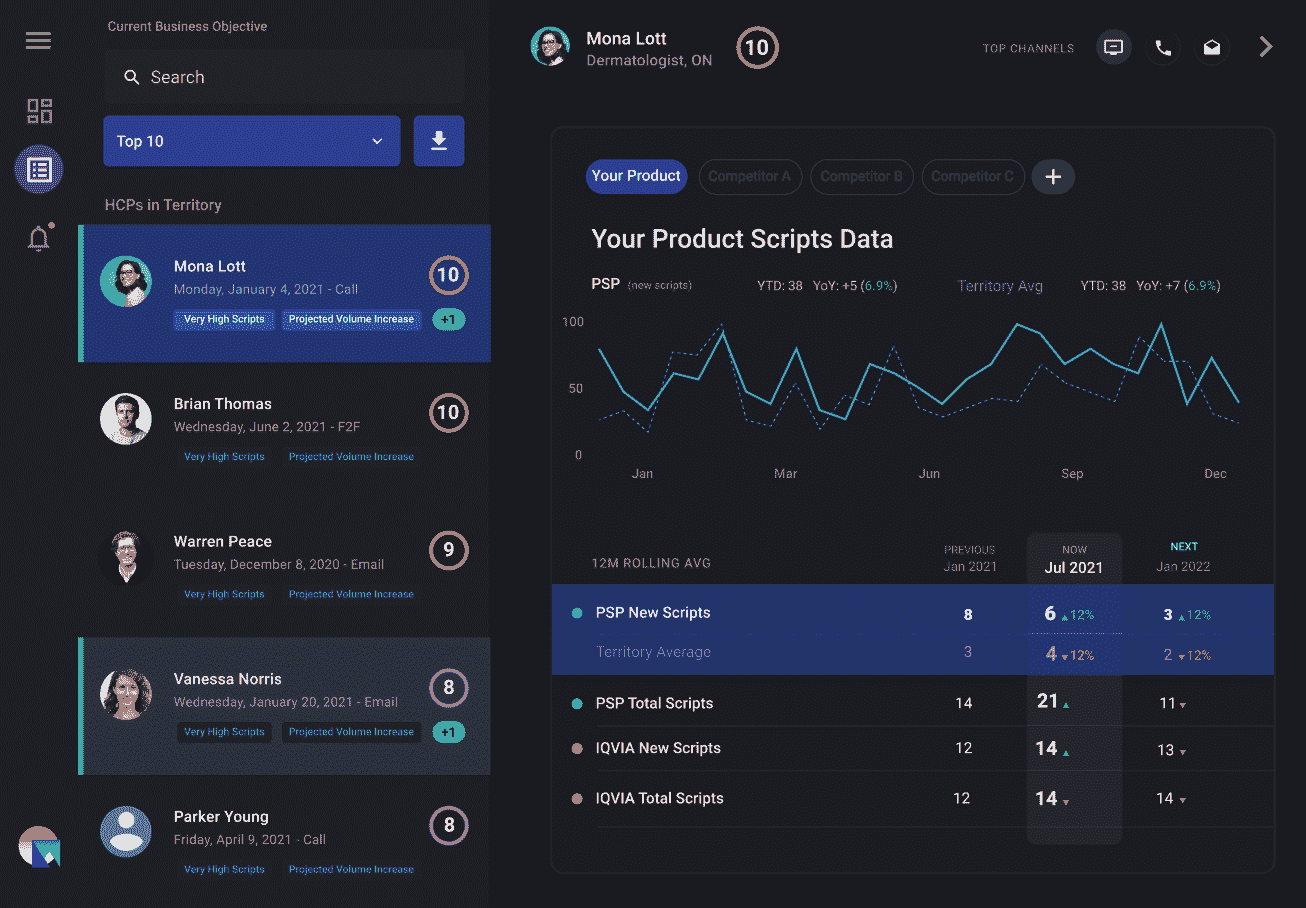 Current Business Objective
Search
Top 10
HCPs in Territory
Mona Lott
Monday, January 4, 2021 - Call
10
Very High Scripts
Projected Volume Increase
+1
Brian Thomas
Wednesday, June 2, 2021 - F2F
10
Very High Scripts
Projected Volume Increase
Warren Peace
Tuesday, December 8, 2020 - Email
9
Very High Scripts
Projected Volume Increase
Vanessa Norris
Wednesday, January 20, 2021 - Email
8
Very High Scripts
Projected Volume Increase
+1
Parker Young
Friday, April 9, 2021 - Call
8
Very High Scripts
Projected Volume Increase
Mona Lott
Dermatologist, ON
10
TOP CHANNELS
Your Product
Competitor A
Competitor B
Competitor C
+
Your Product Scripts Data
PSP (new scripts) YTD: 38 YoY: +5 (6.9%) Territory Avg YTD: 38 YoY: +7 (6.9%)
100
50
0
Jan Mar Jun Sep Dec
12M ROLLING AVG
PREVIOUS
Jan 2021
NOW
Jul 2021
NEXT
Jan 2022
PSP New Scripts 8 6 ▲12% 3 ▲12%
Territory Average 3 4 ▼12% 2 ▼12%
PSP Total Scripts 14 21 ▲ 11 ▼
IQVIA New Scripts 12 14 ▲ 13 ▼
IQVIA Total Scripts 12 14 ▼ 14 ▼